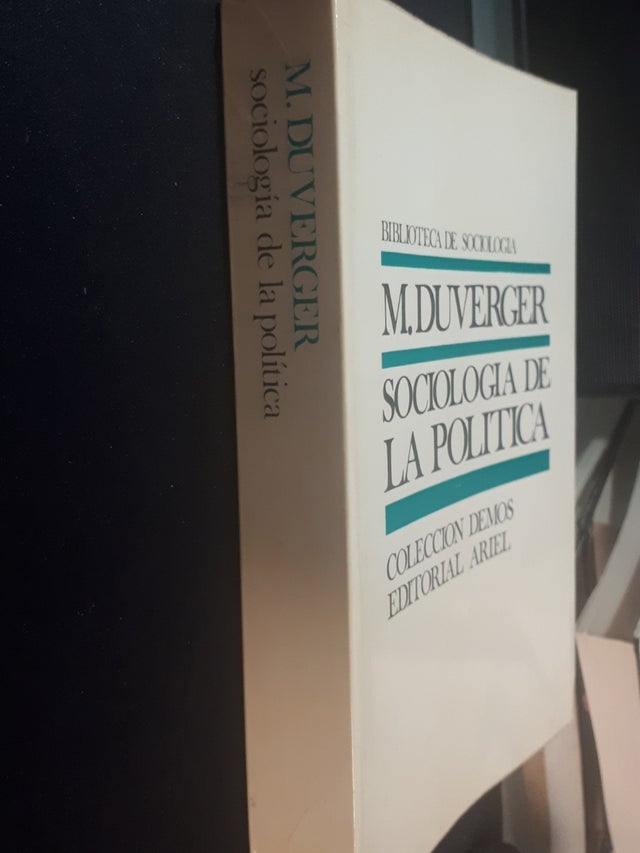 M. DUVERGER
sociología de la política
BIBLIOTECA DE SOCIOLOGIA
M. DUVERGER
SOCIOLOGIA DE
LA POLITICA
COLECCION DEMOS
EDITORIAL ARIEL